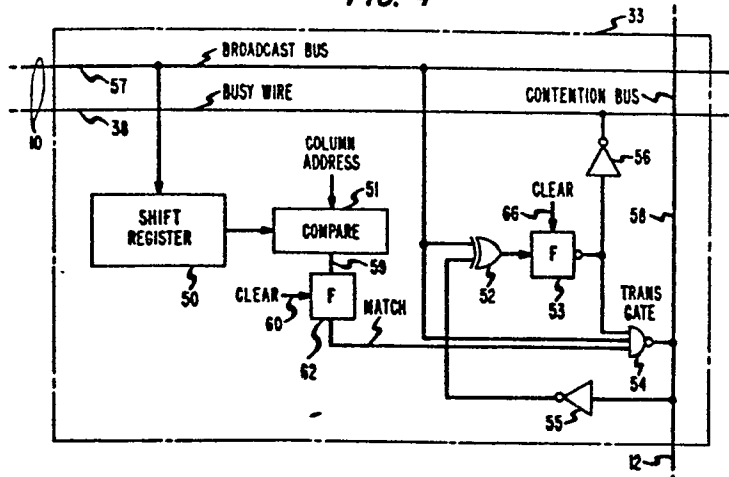 33
BROADCAST BUS
57
BUSY WIRE
CONTENTION BUS
10
38
COLUMN
ADDRESS
56
51
CLEAR
58
SHIFT
REGISTER
COMPARE
66
59
F
50
52
53
TRANS
GATE
CLEAR
F
60
MATCH
62
54
55
12